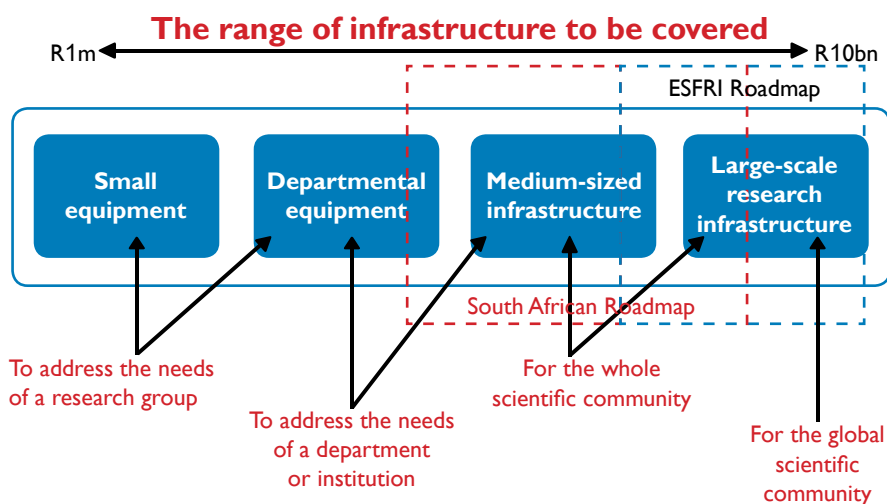 The range of infrastructure to be covered
R1m
R10bn
ESFRI Roadmap
Small
equipment
Departmental
equipment
Medium-sized
infrastructure
Large-scale
research
infrastructure
South African Roadmap
To address the needs
of a research group
To address the needs
of a department
or institution
For the whole
scientific community
For the global
scientific
community